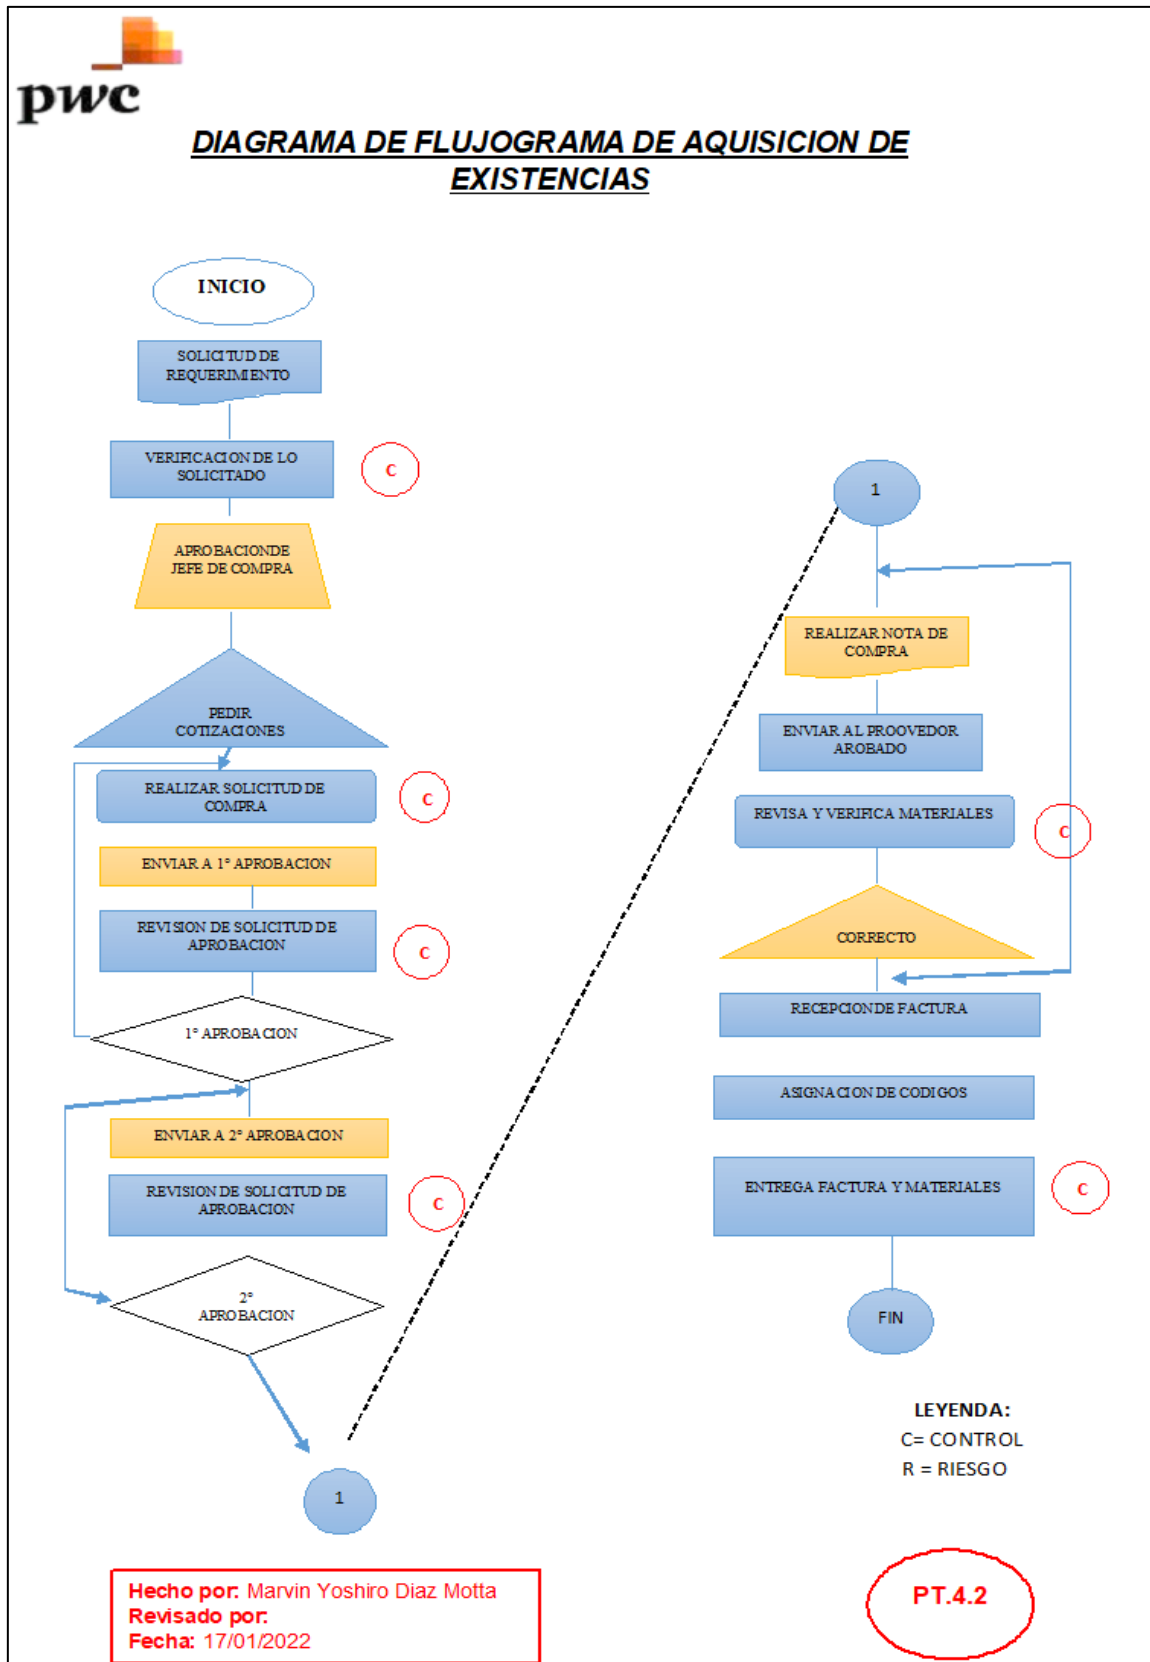 pwc
DIAGRAMA DE FLUJOGRAMA DE AQUISICION DE
EXISTENCIAS
INICIO
SOLICITUD DE
REQUERIMIENTO
VERIFICACION DE LO
SOLICITADO
C
APROBACIONDE
JEFE DE COMPRA
PEDIR
COTIZACIONES
REALIZAR SOLICITUD DE
COMPRA
C
ENVIAR A 1° APROBACION
REVISION DE SOLICITUD DE
APROBACION
C
1° APROBACION
ENVIAR A 2° APROBACION
REVISION DE SOLICITUD DE
APROBACION
C
2°
APROBACION
1
1
REALIZAR NOTA DE
COMPRA
ENVIAR AL PROOVEDOR
AROBADO
REVISA Y VERIFICA MATERIALES
C
CORRECTO
RECEPCION DE FACTURA
ASIGNACION DE CODIGOS
ENTREGA FACTURA Y MATERIALES
C
FIN
LEYENDA:
C= CONTROL
R = RIESGO
Hecho por: Marvin Yoshiro Diaz Motta
Revisado por:
Fecha: 17/01/2022
PT.4.2